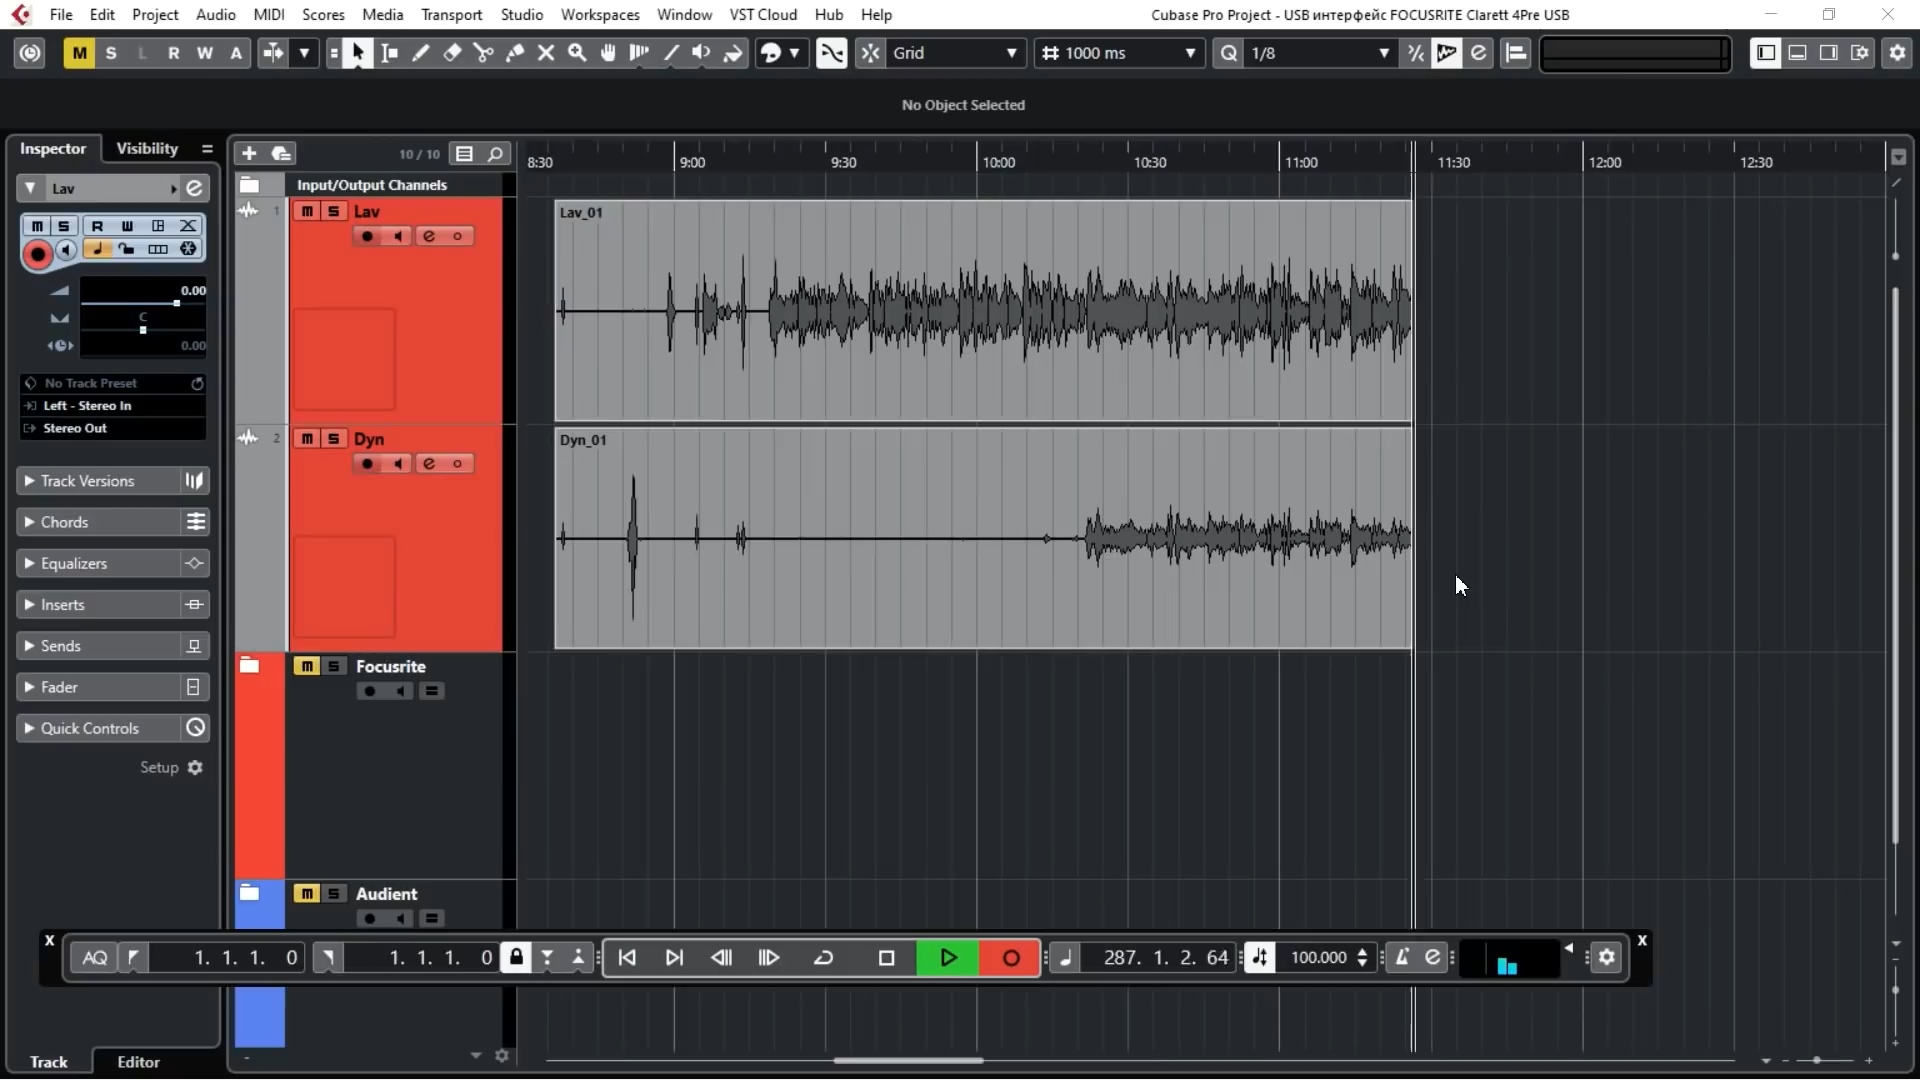 File Edit Project Audio MIDI Scores Media Transport Studio Workspaces Window VST Cloud Hub Help Cubase Pro Project - USB интерфейс FOCUSRITE Clarett 4Pre USB
M S L R W A Grid 1000 ms Q 1/8
No Object Selected
Inspector Visibility 10 / 10 8:30 9:00 9:30 10:00 10:30 11:00 11:30 12:00 12:30
Input/Output Channels
Lav
1 m S Lav
Lav_01
m S R W
0.00
C
0.00
No Track Preset
Left - Stereo In
Stereo Out
2 m S Dyn
Dyn_01
Track Versions
Chords
Equalizers
Inserts
Sends
Fader
Quick Controls
Setup
m S Focusrite
m S Audient
X AQ 1. 1. 1. 0 1. 1. 1. 0 287. 1. 2. 64 100.000 X
Track Editor